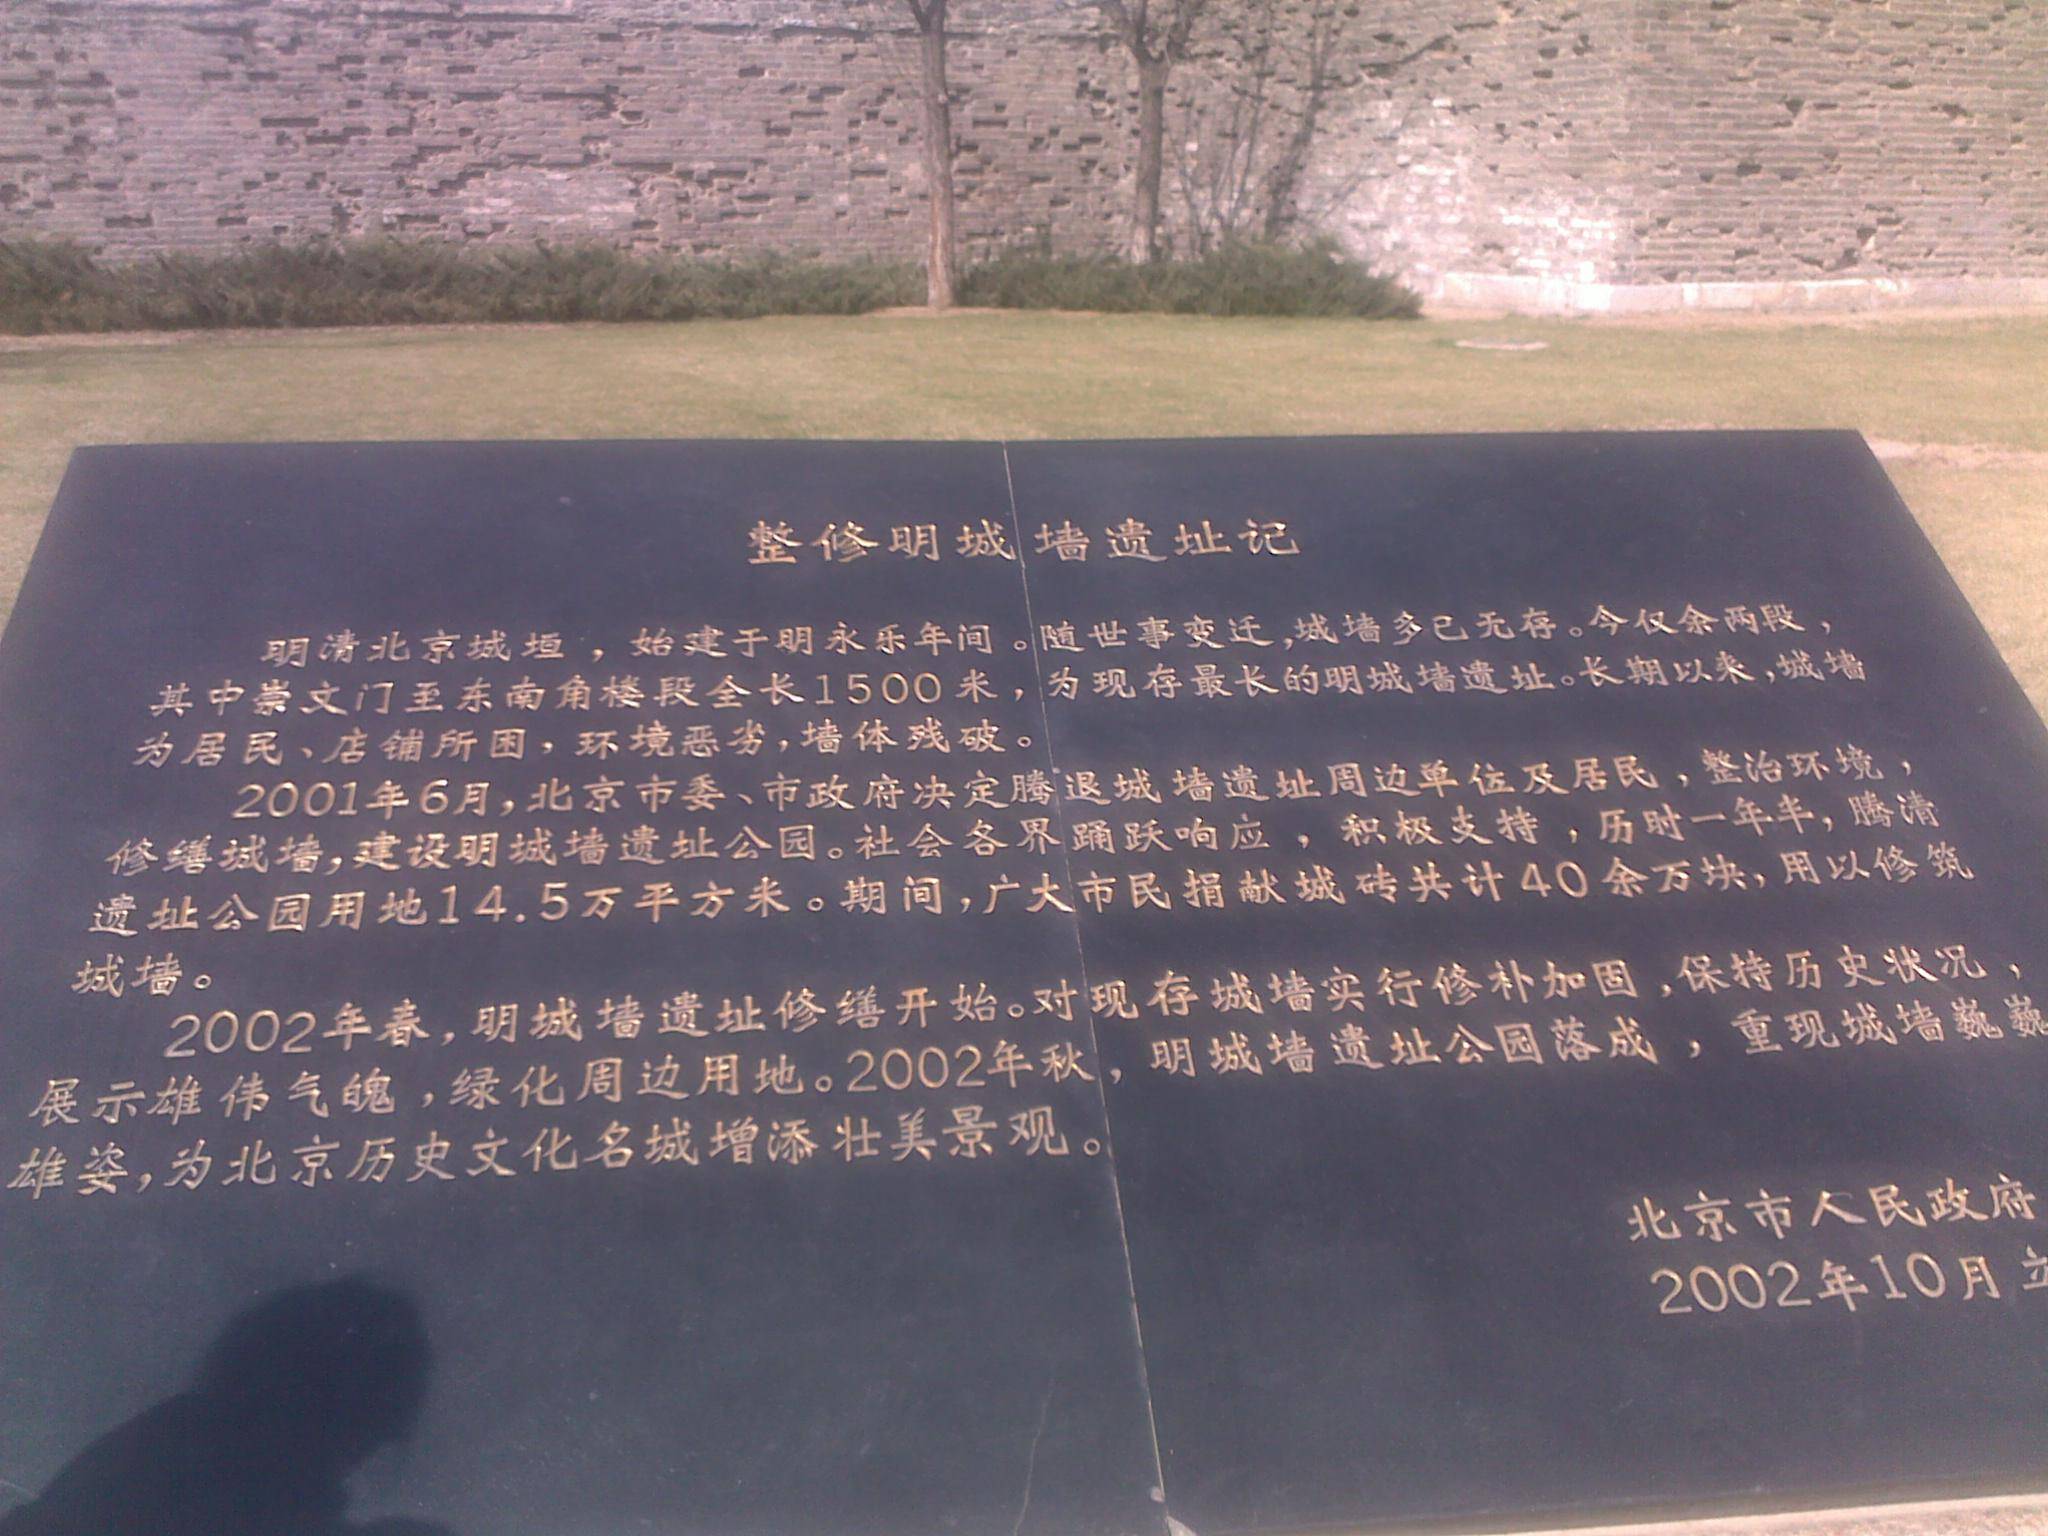 整修明城墙遗址记
明清北京城垣，始建于明永乐年间。随世事变迁，城墙多已无存。今仅余两段，
其中崇文门至东南角楼段全长1500米，为现存最长的明城墙遗址。长期以来，城墙
为居民、店铺所困，环境恶劣，墙体残破。
2001年6月，北京市委、市政府决定腾退城墙遗址周边单位及居民，整治环境，
修缮城墙，建设明城墙遗址公园。社会各界踊跃响应，积极支持，历时一年半，腾清
遗址公园用地14.5万平方米。期间，广大市民捐献城砖共计40余万块，用以修筑
城墙。
2002年春，明城墙遗址修缮开始。对现存城墙实行修补加固，保持历史状况，
展示雄伟气魄，绿化周边用地。2002年秋，明城墙遗址公园落成，重现城墙巍巍
雄姿，为北京历史文化名城增添壮美景观。
北京市人民政府
2002年10月立